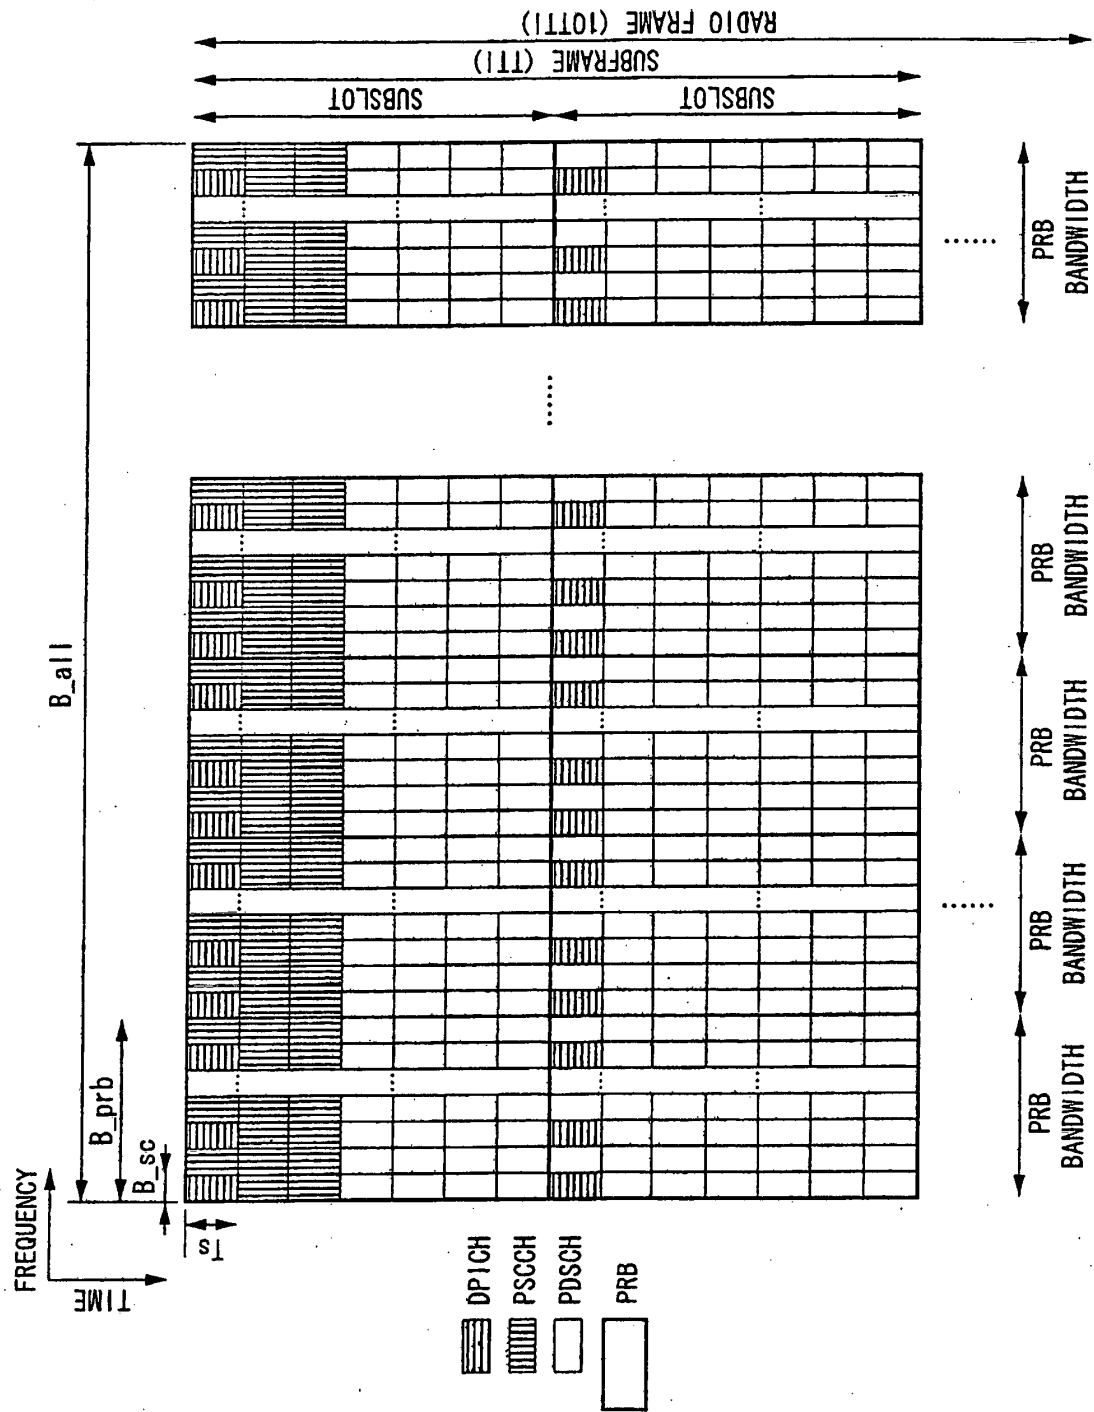 RADIO FRAME (10TTI)
SUBFRAME (TTI)
SUBSLOT
SUBSLOT
B_all
B_prb
B_sc
FREQUENCY
TIME
Ts
PRB
BANDWIDTH
PRB
BANDWIDTH
PRB
BANDWIDTH
PRB
BANDWIDTH
PRB
BANDWIDTH
DPICH
PSCCH
PDSCH
PRB